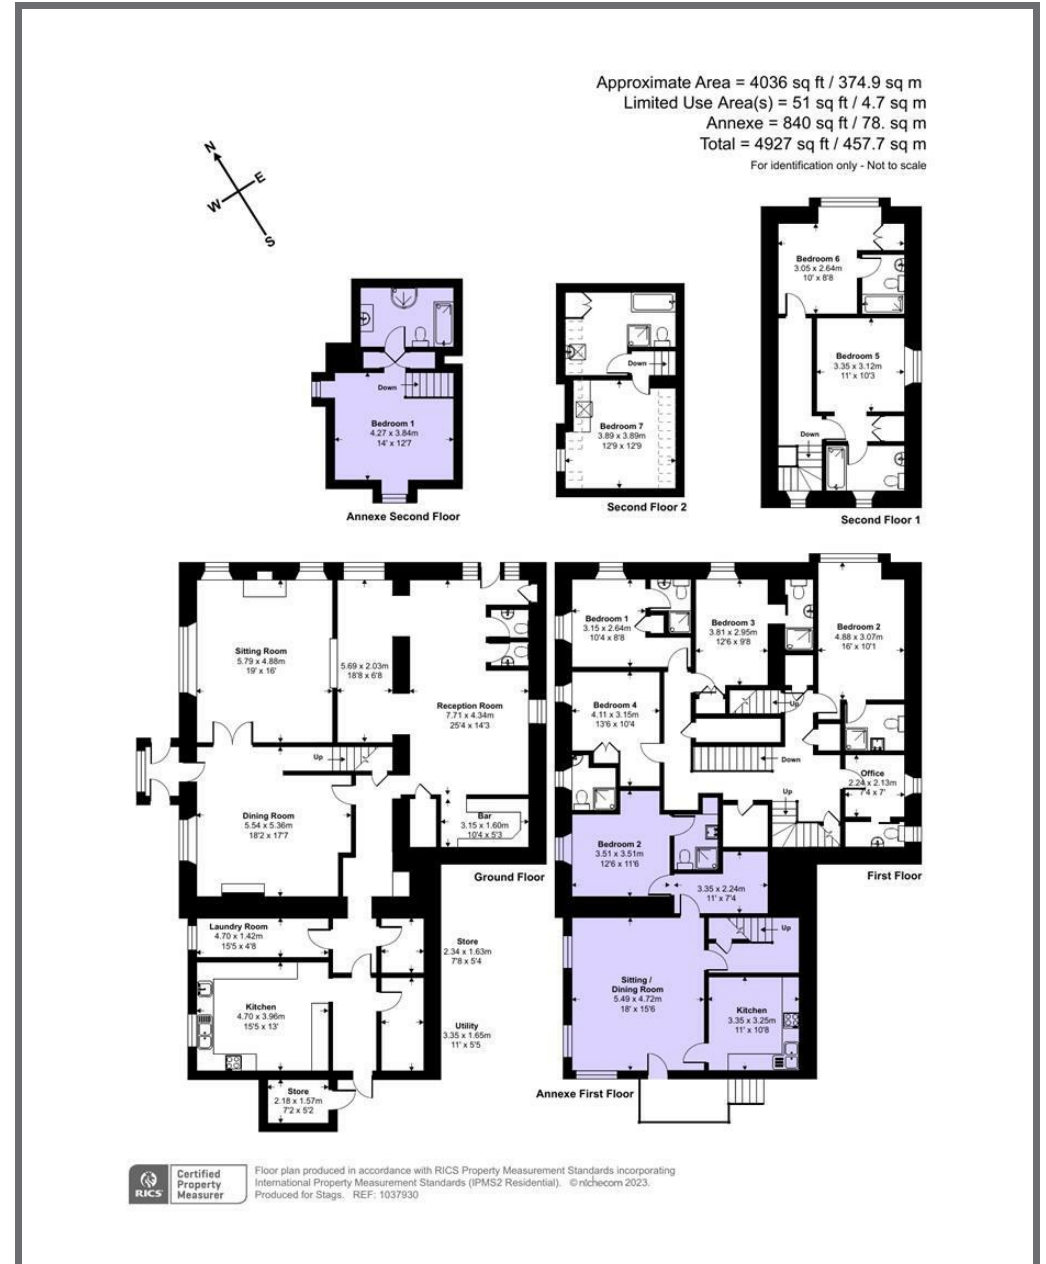 Approximate Area = 4036 sq ft / 374.9 sq m
Limited Use Area(s) = 51 sq ft / 4.7 sq m
Annexe = 840 sq ft / 78. sq m
Total = 4927 sq ft / 457.7 sq m
For identification only - Not to scale
N
E
W
S
Bedroom 6
3.05 x 2.64m
10' x 8'8
Bedroom 5
3.35 x 3.12m
11' x 10'3
Down
Second Floor 1
Down
Bedroom 7
3.89 x 3.89m
12'9 x 12'9
Second Floor 2
Down
Bedroom 1
4.27 x 3.84m
14' x 12'7
Annexe Second Floor
Sitting Room
5.79 x 4.88m
19' x 16'
5.69 x 2.03m
18'8 x 6'8
Reception Room
7.71 x 4.34m
25'4 x 14'3
Up
Dining Room
5.54 x 5.36m
18'2 x 17'7
Bar
3.15 x 1.60m
10'4 x 5'3
Ground Floor
Laundry Room
4.70 x 1.42m
15'5 x 4'8
Store
2.34 x 1.63m
7'8 x 5'4
Kitchen
4.70 x 3.96m
15'5 x 13'
Utility
3.35 x 1.65m
11' x 5'5
Store
2.18 x 1.57m
7'2 x 5'2
Bedroom 1
3.15 x 2.64m
10'4 x 8'8
Bedroom 3
3.81 x 2.95m
12'6 x 9'8
Bedroom 2
4.88 x 3.07m
16' x 10'1
Bedroom 4
4.11 x 3.15m
13'6 x 10'4
Up
Down
Office
2.24 x 2.13m
7'4 x 7'
Up
First Floor
Bedroom 2
3.51 x 3.51m
12'6 x 11'6
3.35 x 2.24m
11' x 7'4
Up
Sitting /
Dining Room
5.49 x 4.72m
18' x 15'6
Kitchen
3.35 x 3.25m
11' x 10'8
Annexe First Floor
RICS
Certified
Property
Measurer
Floor plan produced in accordance with RICS Property Measurement Standards incorporating
International Property Measurement Standards (IPMS2 Residential). © nichecom 2023.
Produced for Stags. REF: 1037930